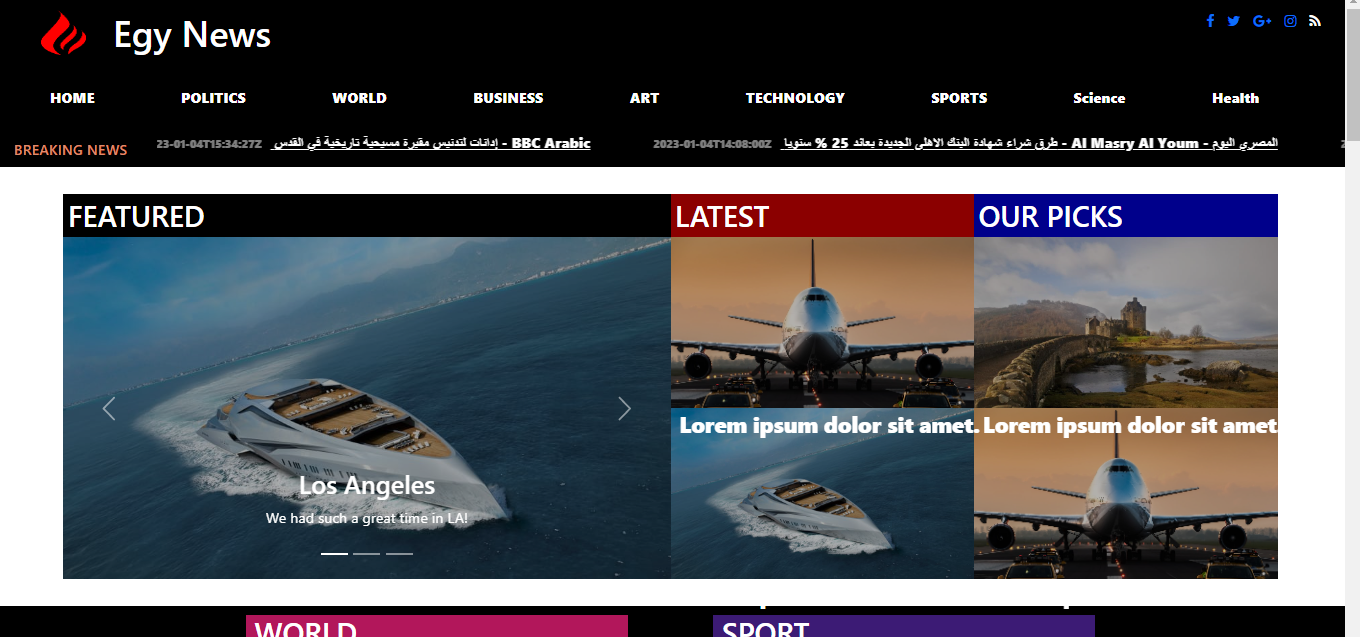 Egy News
HOME POLITICS WORLD BUSINESS ART TECHNOLOGY SPORTS Science Health
BREAKING NEWS
23-01-04T15:34:27Z إدانات لتدنيس مقبرة مسيحية تاريخية في القدس - BBC Arabic
2023-01-04T14:08:00Z طرق شراء شهادة البنك الاهلى الجديدة بعائد 25 % سنويا - Al Masry Al Youm - المصري اليوم
FEATURED
LATEST
OUR PICKS
Los Angeles
We had such a great time in LA!
Lorem ipsum dolor sit amet.
Lorem ipsum dolor sit amet
WORLD
SPORT